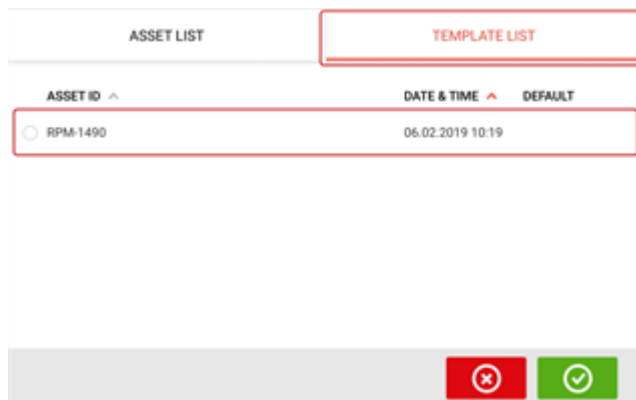 ASSET LIST TEMPLATE LIST
ASSET ID DATE & TIME DEFAULT
RPM-1490 06.02.2019 10:19